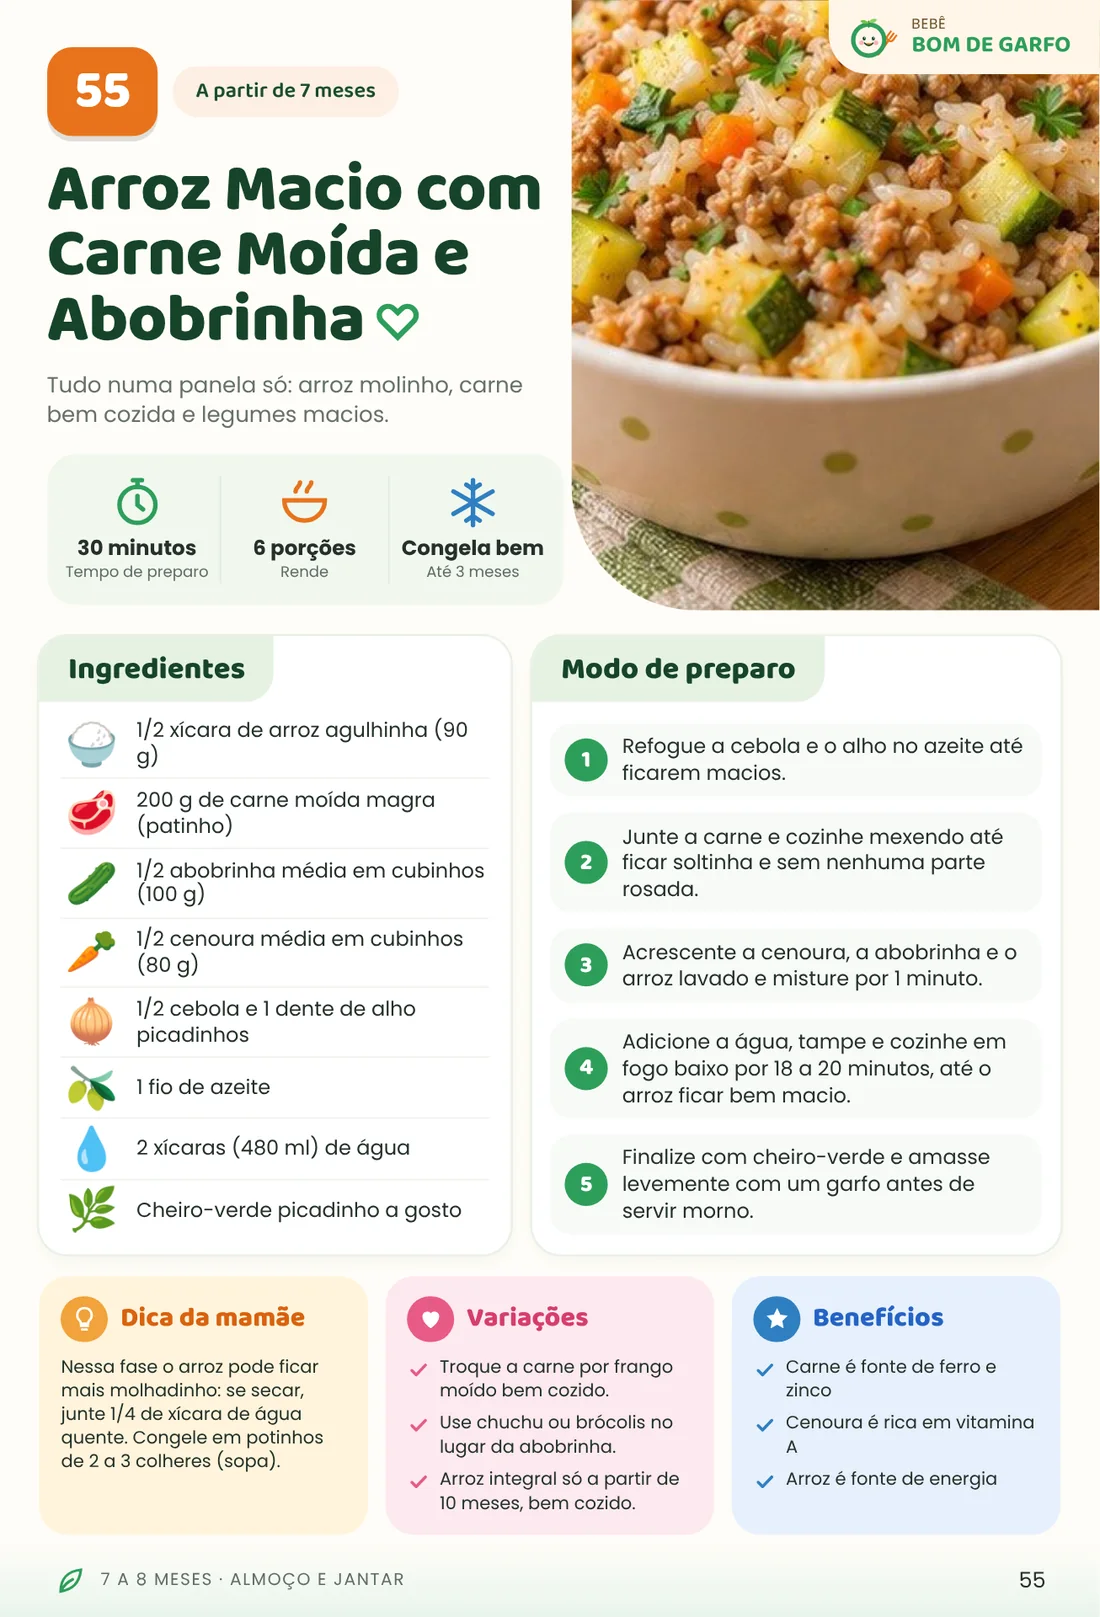 BEBÊ
BOM DE GARFO
55
A partir de 7 meses
Arroz Macio com
Carne Moída e
Abobrinha
Tudo numa panela só: arroz molinho, carne
bem cozida e legumes macios.
30 minutos
Tempo de preparo
6 porções
Rende
Congela bem
Até 3 meses
Ingredientes
1/2 xícara de arroz agulhinha (90
g)
200 g de carne moída magra
(patinho)
1/2 abobrinha média em cubinhos
(100 g)
1/2 cenoura média em cubinhos
(80 g)
1/2 cebola e 1 dente de alho
picadinhos
1 fio de azeite
2 xícaras (480 ml) de água
Cheiro-verde picadinho a gosto
Modo de preparo
1
Refogue a cebola e o alho no azeite até
ficarem macios.
2
Junte a carne e cozinhe mexendo até
ficar soltinha e sem nenhuma parte
rosada.
3
Acrescente a cenoura, a abobrinha e o
arroz lavado e misture por 1 minuto.
4
Adicione a água, tampe e cozinhe em
fogo baixo por 18 a 20 minutos, até o
arroz ficar bem macio.
5
Finalize com cheiro-verde e amasse
levemente com um garfo antes de
servir morno.
Dica da mamãe
Nessa fase o arroz pode ficar
mais molhadinho: se secar,
junte 1/4 de xícara de água
quente. Congele em potinhos
de 2 a 3 colheres (sopa).
Variações
Troque a carne por frango
moído bem cozido.
Use chuchu ou brócolis no
lugar da abobrinha.
Arroz integral só a partir de
10 meses, bem cozido.
Benefícios
Carne é fonte de ferro e
zinco
Cenoura é rica em vitamina
A
Arroz é fonte de energia
7 A 8 MESES · ALMOÇO E JANTAR
55